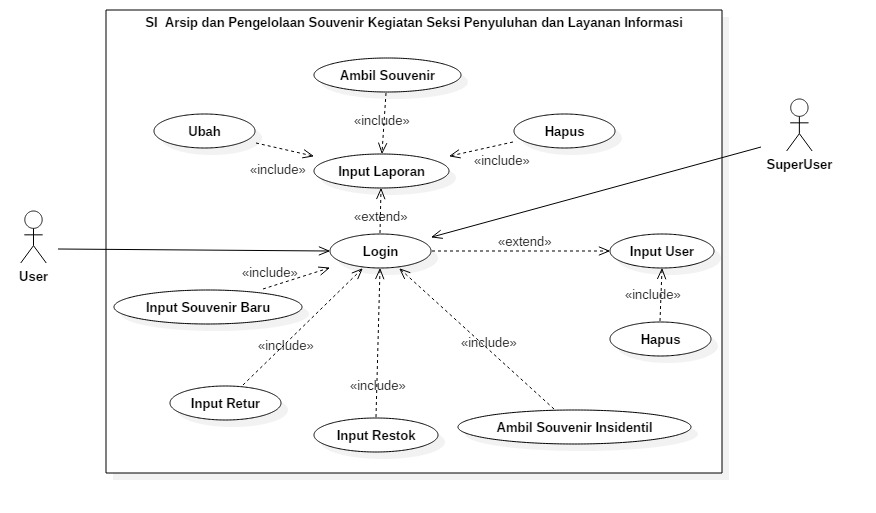 SI  Arsip dan Pengelolaan Souvenir Kegiatan Seksi Penyuluhan dan Layanan Informasi
Ambil Souvenir
«include»
Ubah
Hapus
«include»
«include»
SuperUser
Input Laporan
«extend»
Login
«extend»
Input User
User
«include»
«include»
Input Souvenir Baru
«include»
«include»
Hapus
«include»
Input Retur
Input Restok
Ambil Souvenir Insidentil